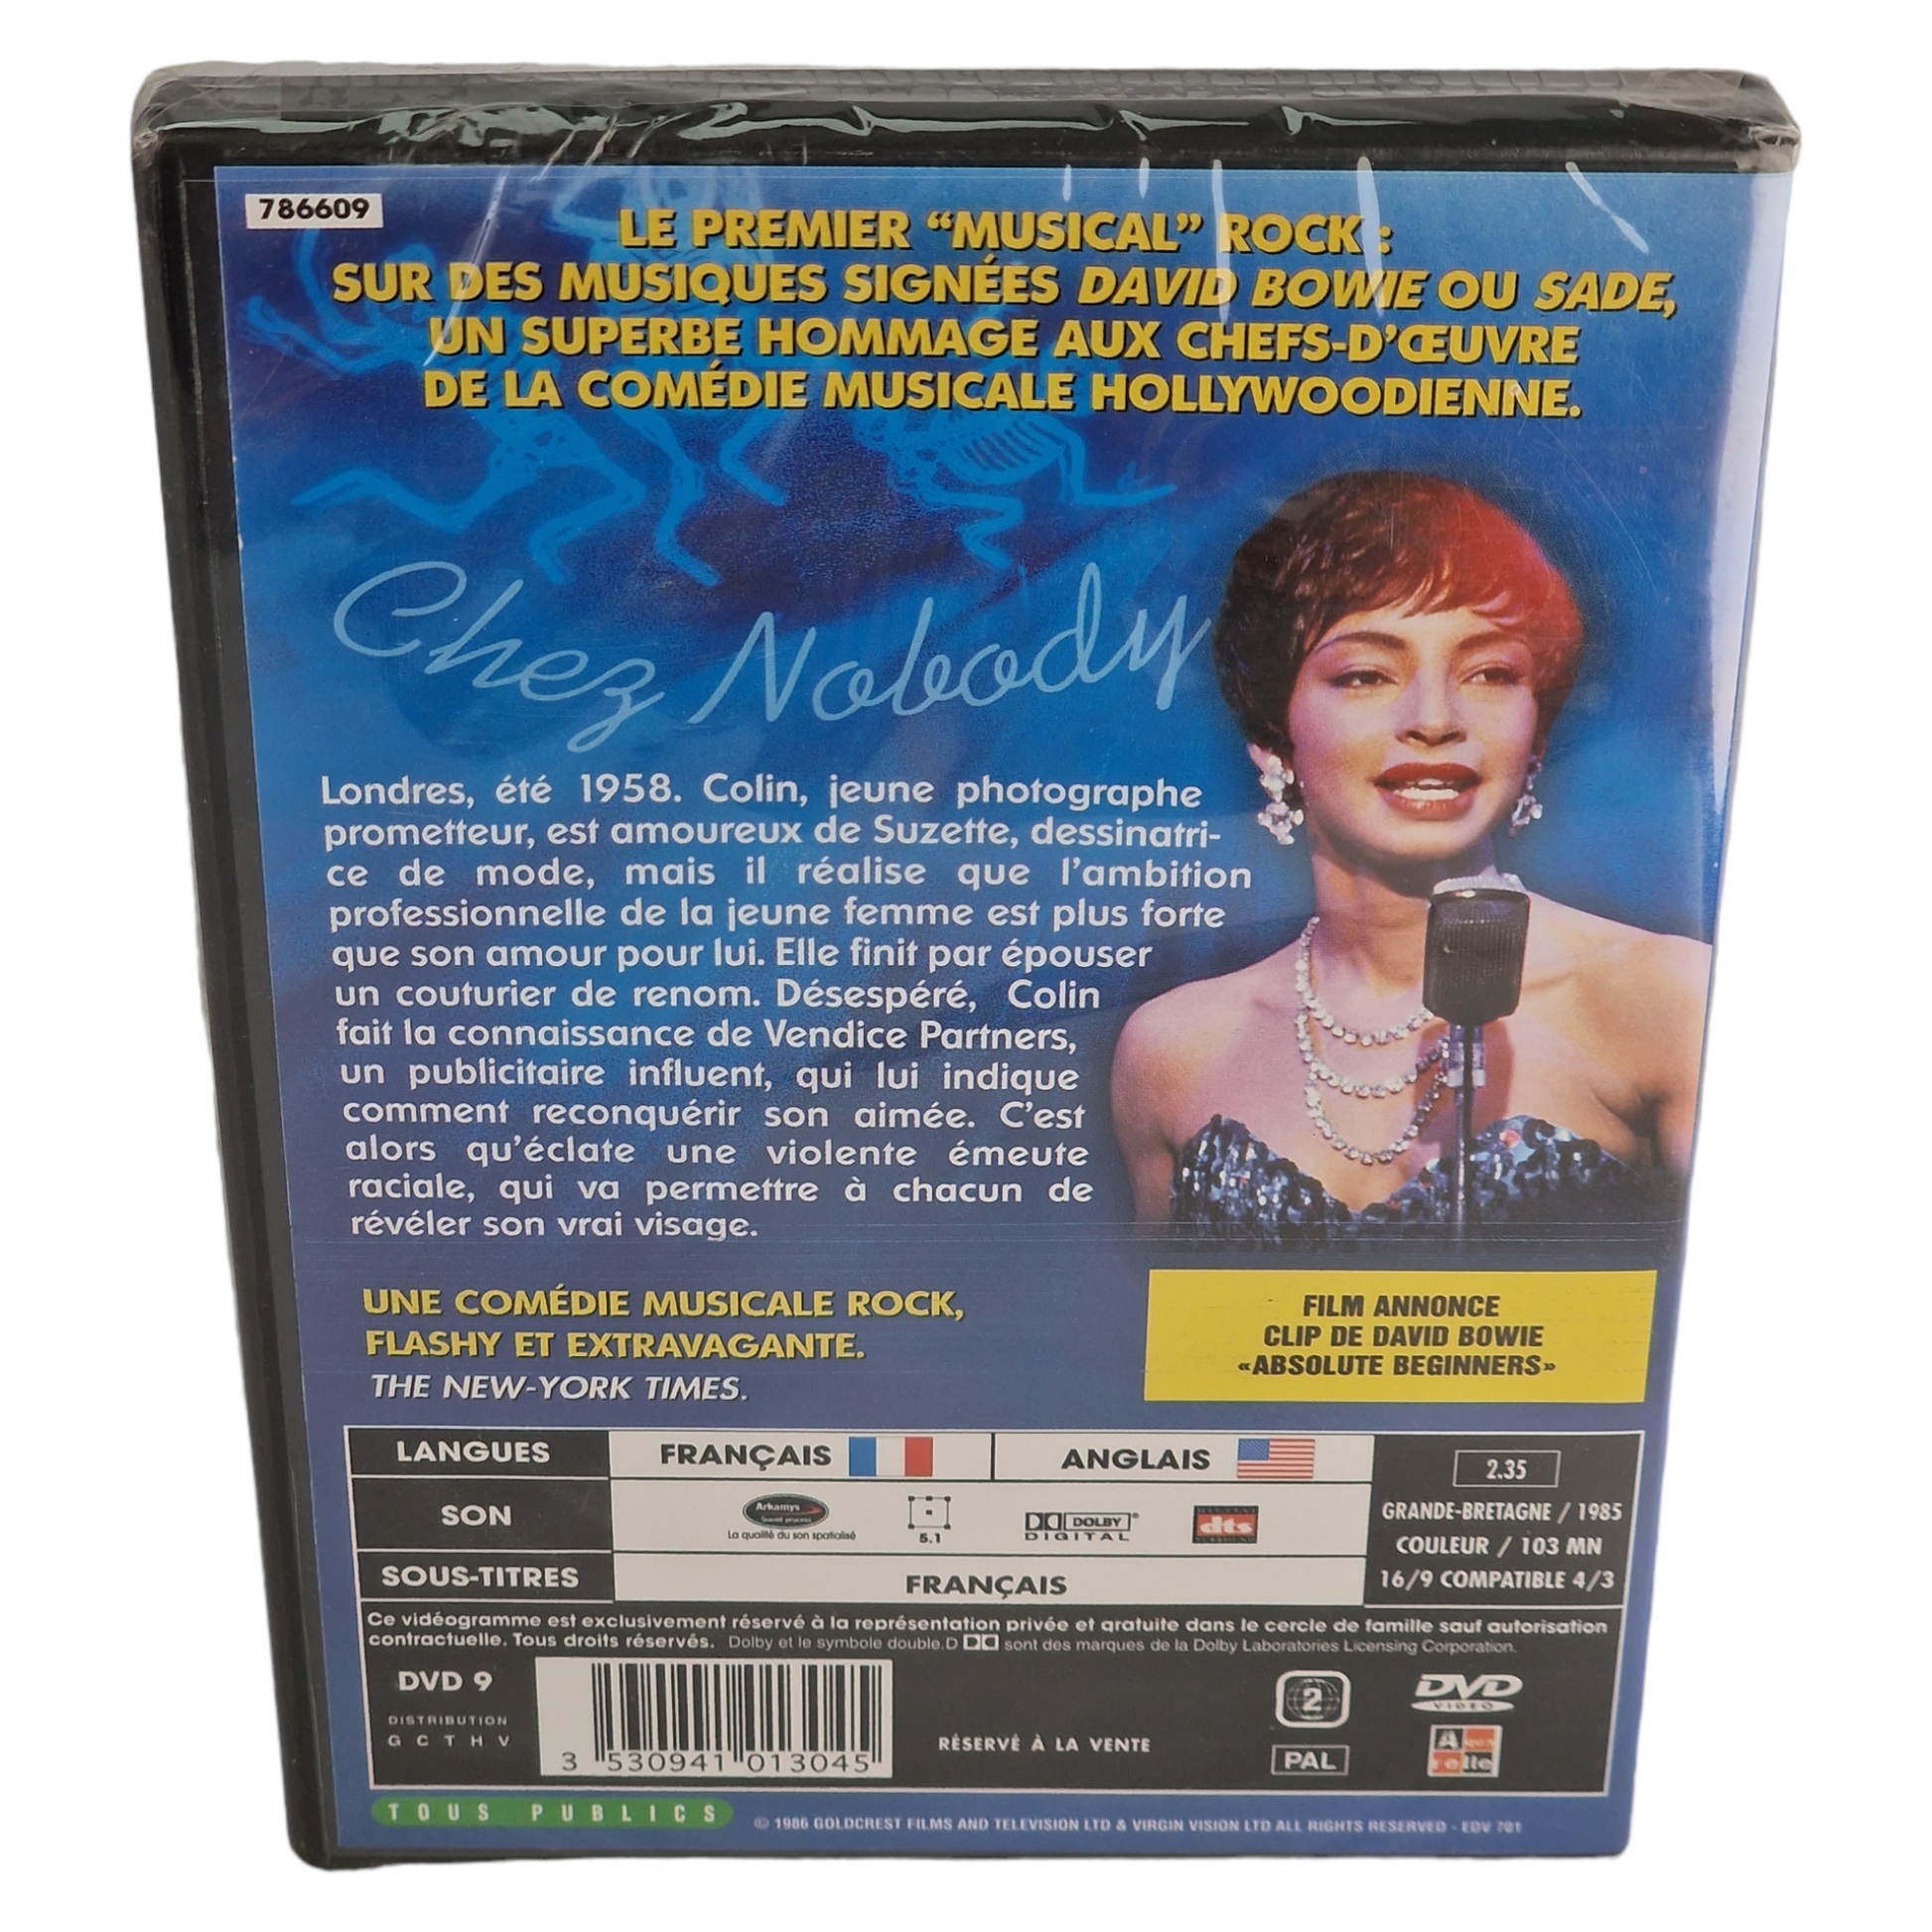 786609
LE PREMIER “MUSICAL” ROCK :
SUR DES MUSIQUES SIGNÉES DAVID BOWIE OU SADE,
UN SUPERBE HOMMAGE AUX CHEFS-D’ŒUVRE
DE LA COMÉDIE MUSICALE HOLLYWOODIENNE.
Chez Nobody
Londres, été 1958. Colin, jeune photographe
prometteur, est amoureux de Suzette, dessinatri-
ce de mode, mais il réalise que l’ambition
professionnelle de la jeune femme est plus forte
que son amour pour lui. Elle finit par épouser
un couturier de renom. Désespéré, Colin
fait la connaissance de Vendice Partners,
un publicitaire influent, qui lui indique
comment reconquérir son aimée. C’est
alors qu’éclate une violente émeute
raciale, qui va permettre à chacun de
révéler son vrai visage.
UNE COMÉDIE MUSICALE ROCK,
FLASHY ET EXTRAVAGANTE.
THE NEW-YORK TIMES.
FILM ANNONCE
CLIP DE DAVID BOWIE
«ABSOLUTE BEGINNERS»
LANGUES FRANÇAIS ANGLAIS
SON Arkamys Sound process La qualité du son spatialisé 5.1 DOLBY® DIGITAL DIGITAL dts SURROUND
SOUS-TITRES FRANÇAIS
2.35
GRANDE-BRETAGNE / 1985
COULEUR / 103 MN
16/9 COMPATIBLE 4/3
Ce vidéogramme est exclusivement réservé à la représentation privée et gratuite dans le cercle de famille sauf autorisation
contractuelle. Tous droits réservés. Dolby et le symbole double.D sont des marques de la Dolby Laboratories Licensing Corporation.
DVD 9
DISTRIBUTION
G C T H V
3 530941 013045
RÉSERVÉ À LA VENTE
2
PAL
DVD
VIDEO
TOUS PUBLICS
© 1986 GOLDCREST FILMS AND TELEVISION LTD & VIRGIN VISION LTD ALL RIGHTS RESERVED - EDV 701